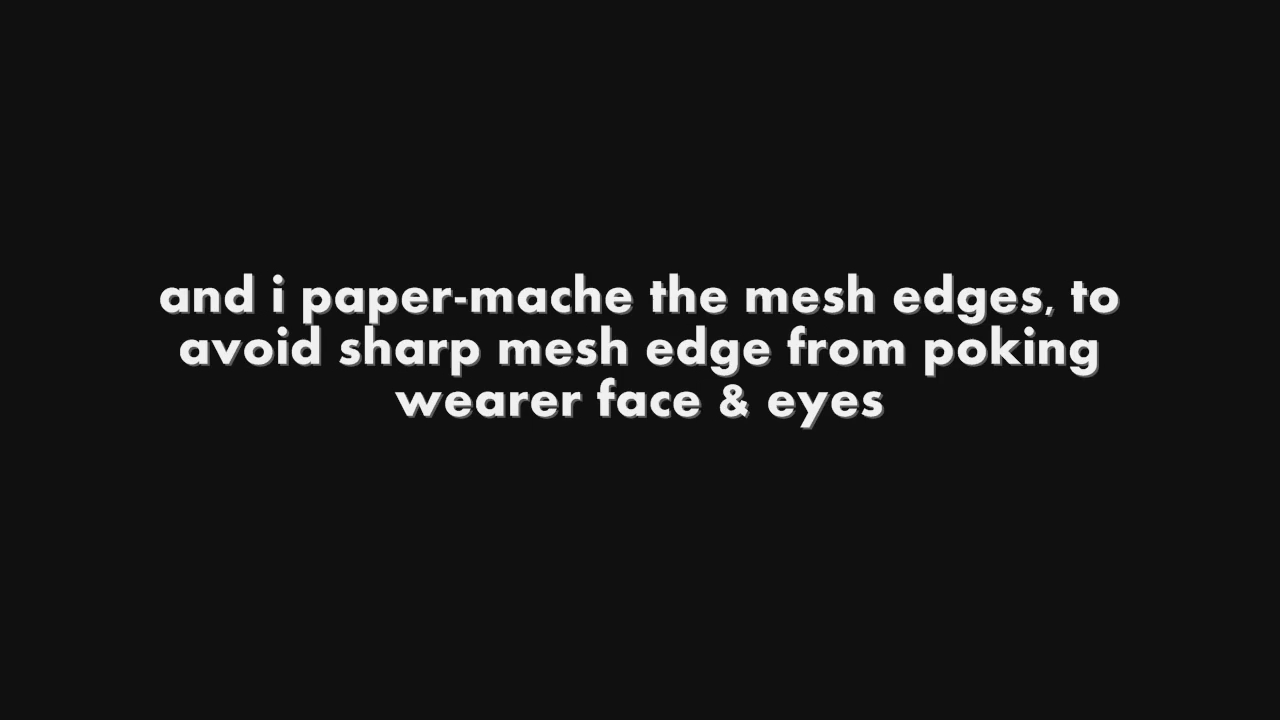 and i paper-mache the mesh edges, to
avoid sharp mesh edge from poking
wearer face & eyes